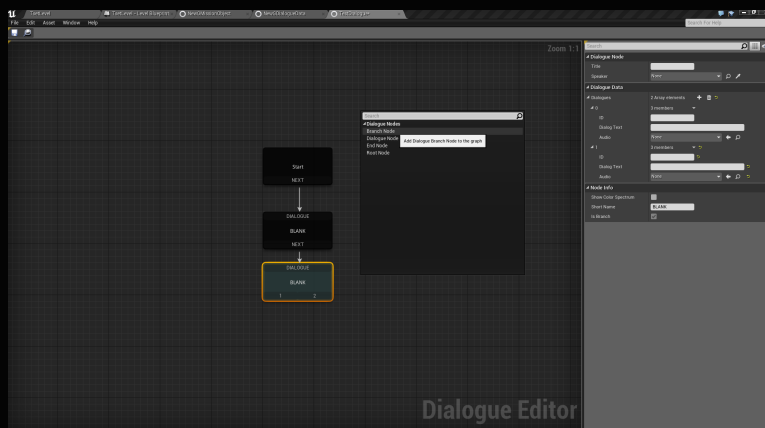 TestLevel
TestLevel - Level Blueprint
NewQMissionObject
NewQDialogueData
TestDialogue
File Edit Asset Window Help
Search For Help
Zoom 1:1
Search
Dialogue Node
Title
Speaker
None
Dialogue Data
Dialogues
2 Array elements
0
3 members
ID
Dialog Text
Audio
None
1
3 members
ID
Dialog Text
Audio
None
Node Info
Show Color Spectrum
Short Name
BLANK
Is Branch
Search
Dialogue Nodes
Branch Node
Dialogue Node
Add Dialogue Branch Node to the graph
End Node
Root Node
Start
NEXT
DIALOGUE
BLANK
NEXT
DIALOGUE
BLANK
1 2
Dialogue Editor